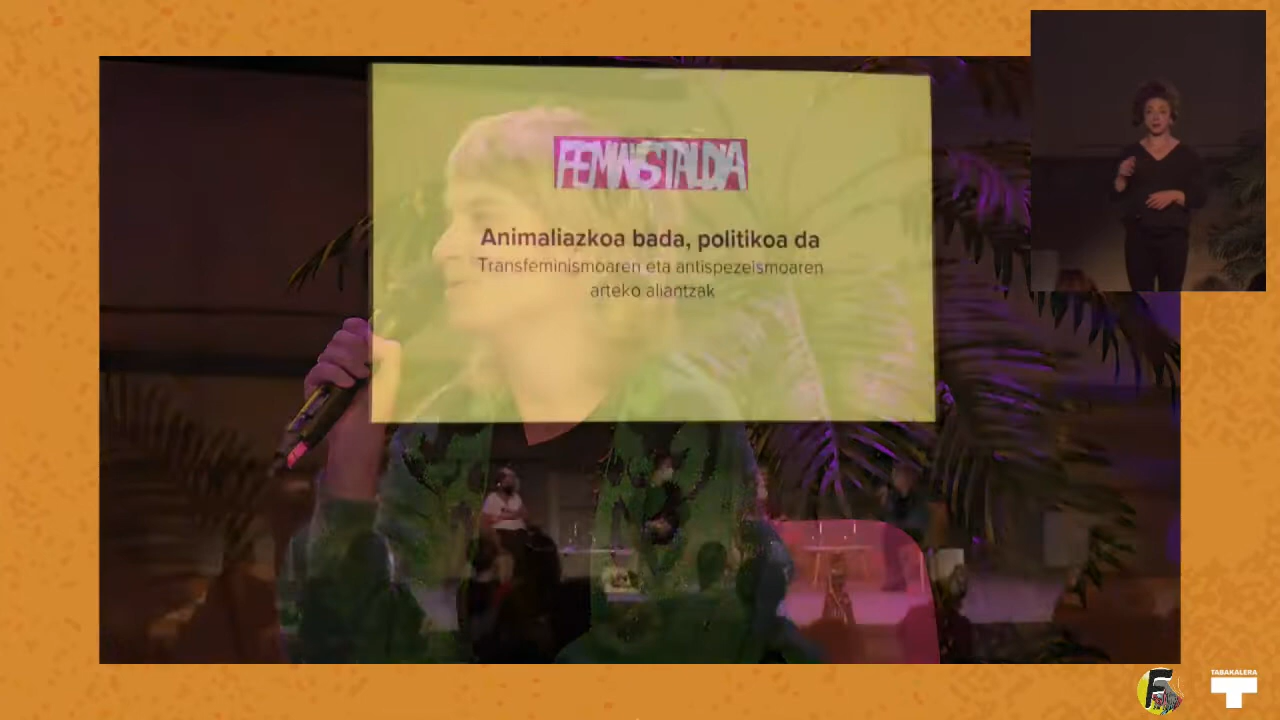 FEMINISTALDIA
Animaliazkoa bada, politikoa da
Transfeminismoaren eta antispezeismoaren
arteko aliantzak
TABAKALERA